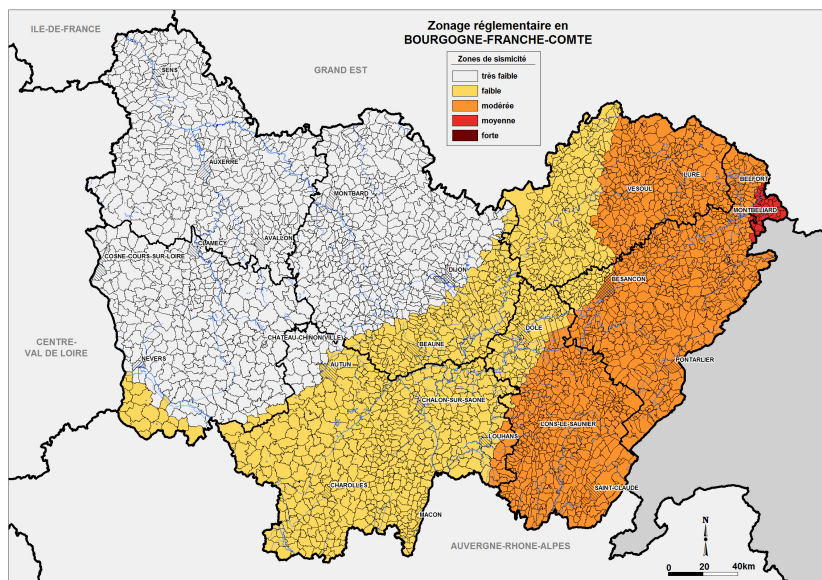 Zonage réglementaire en
BOURGOGNE-FRANCHE-COMTE
Zones de sismicité
très faible
faible
modérée
moyenne
forte
ILE-DE-FRANCE
GRAND EST
SENS
AUXERRE
MONTBARD
AVALLON
CLAMECY
COSNE-COURS-SUR-LOIRE
DIJON
VESOUL
LURE
BELFORT
MONTBELIARD
BESANCON
CENTRE-
VAL DE LOIRE
CHATEAU-CHINON(VILLE)
NEVERS
BEAUNE
DOLE
AUTUN
PONTARLIER
CHALON-SUR-SAONE
LOUHANS
LONS-LE-SAUNIER
CHAROLLES
SAINT-CLAUDE
MACON
AUVERGNE-RHONE-ALPES
N
0 20 40km